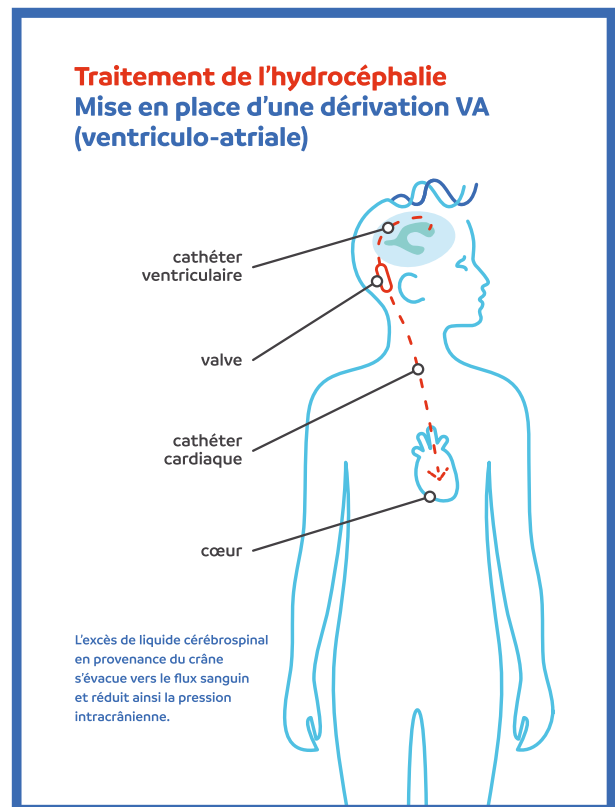 Traitement de l'hydrocéphalie
Mise en place d'une dérivation VA
(ventriculo-atriale)
cathéter
ventriculaire
valve
cathéter
cardiaque
cœur
L'excès de liquide cérébrospinal
en provenance du crâne
s'évacue vers le flux sanguin
et réduit ainsi la pression
intracrânienne.